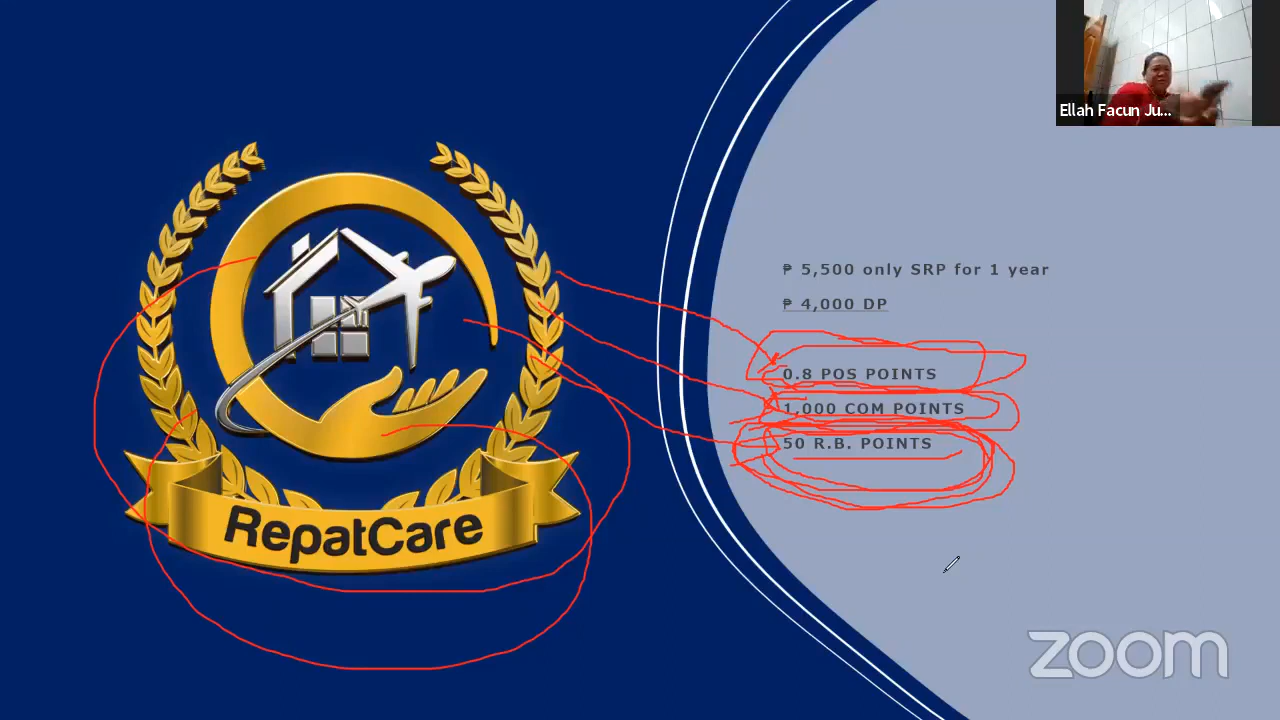 Ellah Facun Ju...
₱ 5,500 only SRP for 1 year
₱ 4,000 DP
0.8 POS POINTS
1,000 COM POINTS
50 R.B. POINTS
RepatCare
zoom